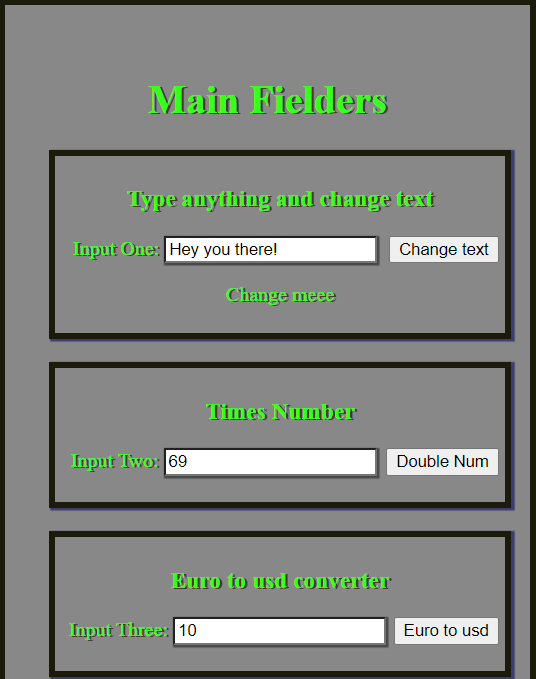 Main Fielders
Type anything and change text
Input One: Hey you there! Change text
Change meee
Times Number
Input Two: 69 Double Num
Euro to usd converter
Input Three: 10 Euro to usd